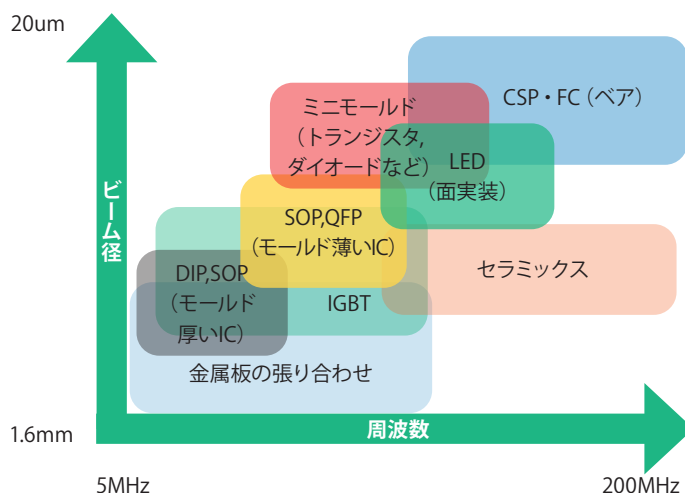 20um
CSP・FC（ベア）
ミニモールド
（トランジスタ,
ダイオードなど）
LED
（面実装）
ビーム径
SOP,QFP
（モールド薄いIC）
セラミックス
DIP,SOP
（モールド
厚いIC）
IGBT
金属板の張り合わせ
1.6mm
周波数
5MHz
200MHz